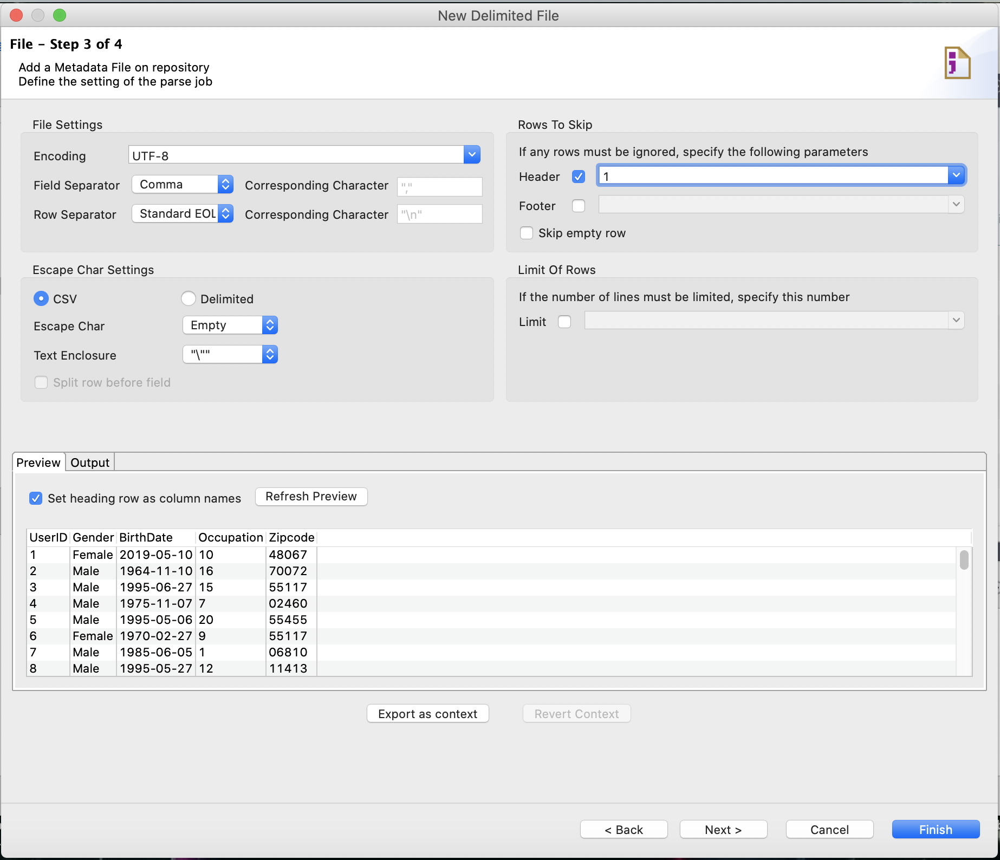 New Delimited File
File - Step 3 of 4
Add a Metadata File on repository
Define the setting of the parse job
File Settings
Encoding UTF-8
Field Separator Comma Corresponding Character ","
Row Separator Standard EOL Corresponding Character "\n"
Rows To Skip
If any rows must be ignored, specify the following parameters
Header 1
Footer
Skip empty row
Escape Char Settings
CSV Delimited
Escape Char Empty
Text Enclosure "\""
Split row before field
Limit Of Rows
If the number of lines must be limited, specify this number
Limit
Preview Output
Set heading row as column names Refresh Preview
UserID Gender BirthDate Occupation Zipcode
1 Female 2019-05-10 10 48067
2 Male 1964-11-10 16 70072
3 Male 1995-06-27 15 55117
4 Male 1975-11-07 7 02460
5 Male 1995-05-06 20 55455
6 Female 1970-02-27 9 55117
7 Male 1985-06-05 1 06810
8 Male 1995-05-27 12 11413
Export as context Revert Context
< Back Next > Cancel Finish